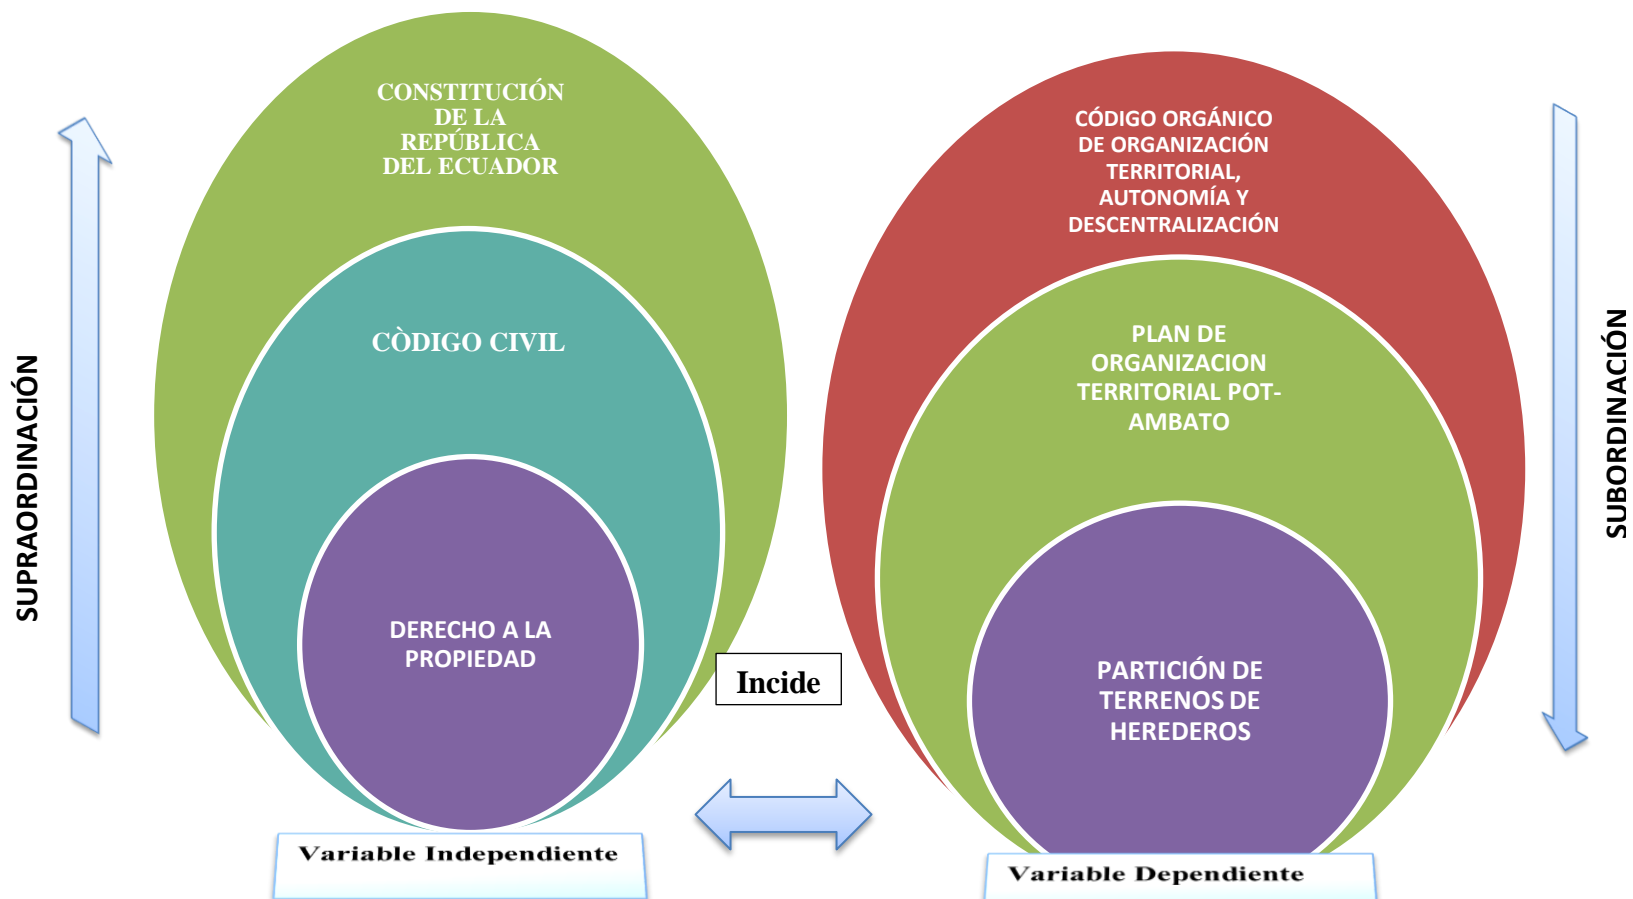 SUPRAORDINACIÓN
CONSTITUCIÓN
DE LA
REPÚBLICA
DEL ECUADOR
CÒDIGO CIVIL
DERECHO A LA
PROPIEDAD
Variable Independiente
Incide
CÓDIGO ORGÁNICO
DE ORGANIZACIÓN
TERRITORIAL,
AUTONOMÍA Y
DESCENTRALIZACIÓN
PLAN DE
ORGANIZACION
TERRITORIAL POT-
AMBATO
PARTICIÓN DE
TERRENOS DE
HEREDEROS
Variable Dependiente
SUBORDINACIÓN